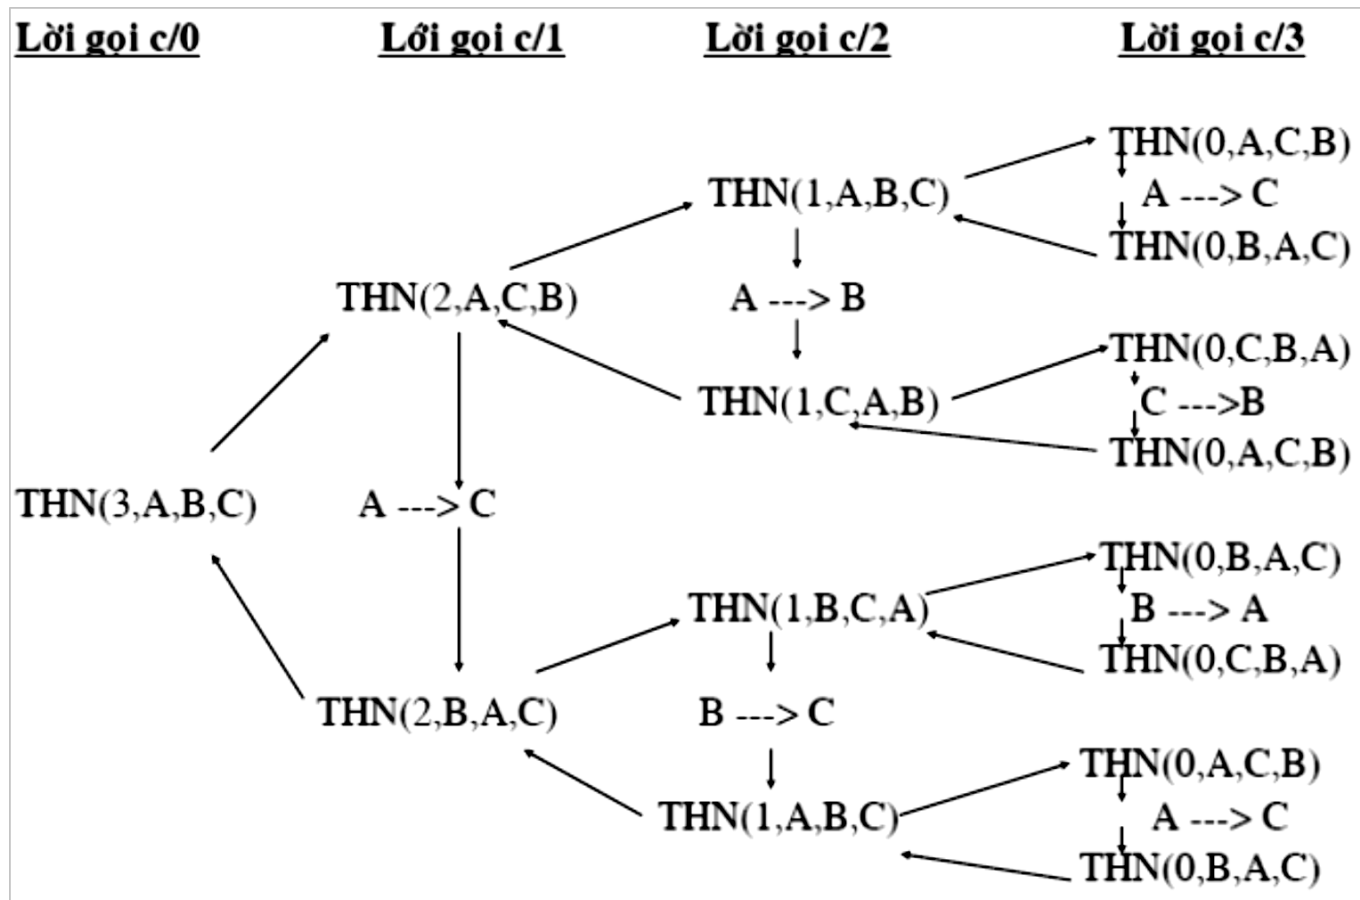 Lời gọi c/0 Lới gọi c/1 Lời gọi c/2 Lời gọi c/3
THN(0,A,C,B)
THN(1,A,B,C) A ---> C
THN(0,B,A,C)
THN(2,A,C,B) A ---> B
THN(0,C,B,A)
THN(1,C,A,B) C --->B
THN(0,A,C,B)
THN(3,A,B,C) A ---> C
THN(0,B,A,C)
THN(1,B,C,A) B ---> A
THN(0,C,B,A)
THN(2,B,A,C) B ---> C
THN(0,A,C,B)
THN(1,A,B,C) A ---> C
THN(0,B,A,C)